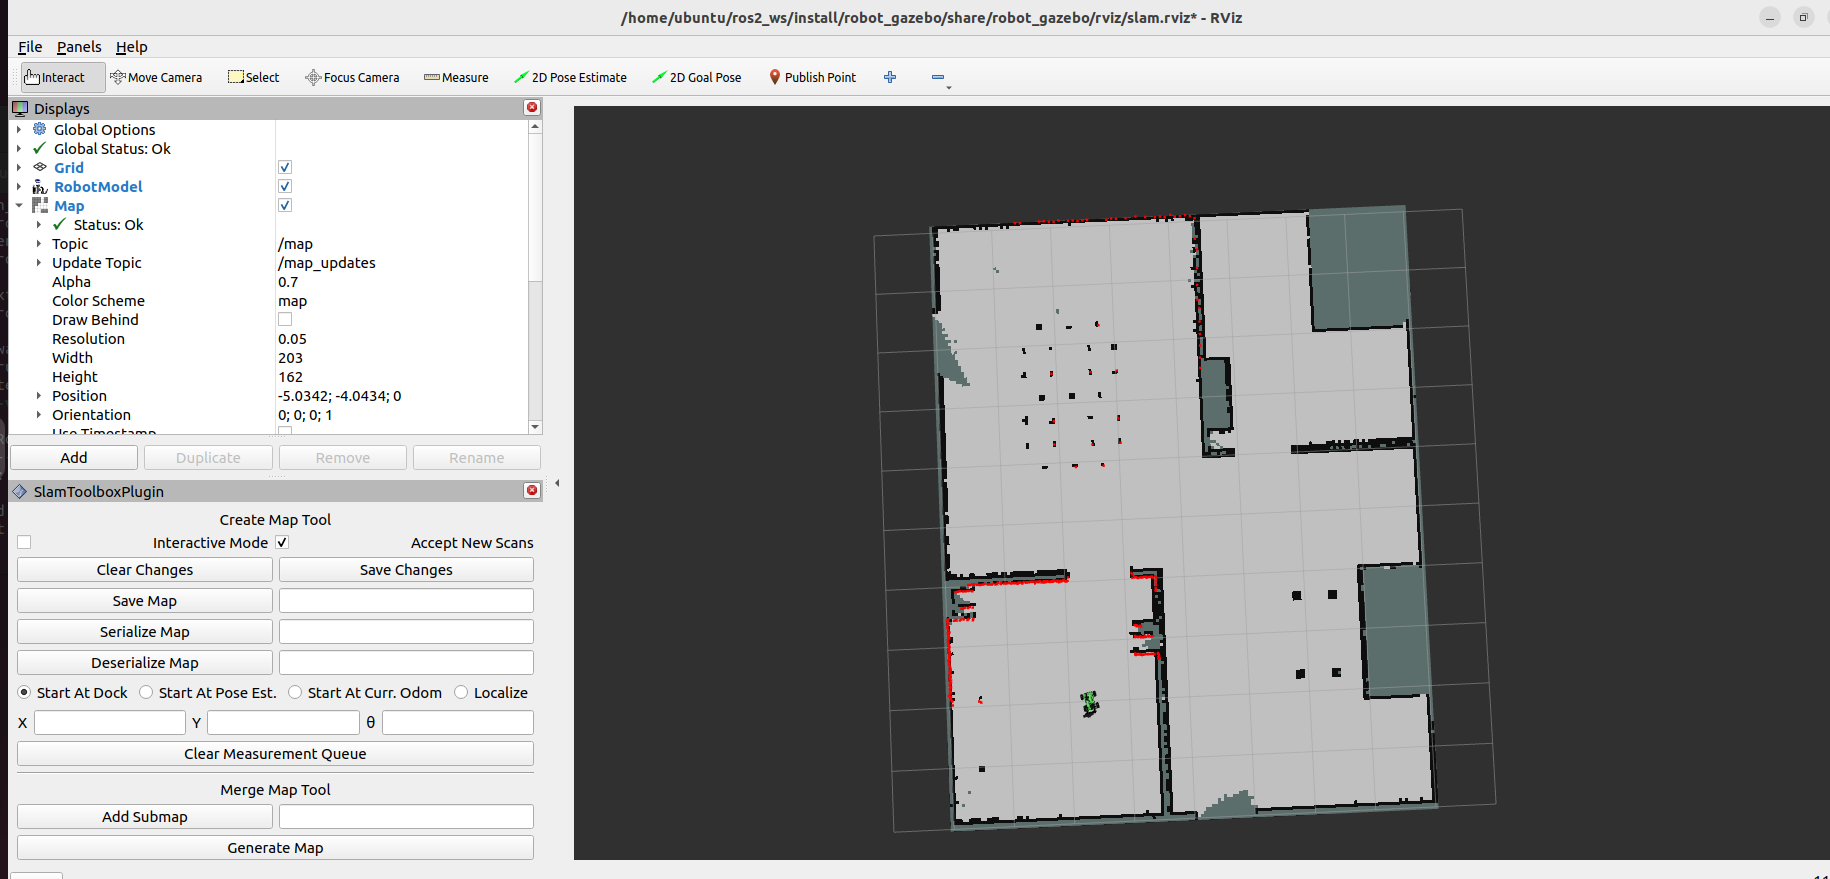 /home/ubuntu/ros2_ws/install/robot_gazebo/share/robot_gazebo/rviz/slam.rviz* - RViz
File Panels Help
Interact Move Camera Select Focus Camera Measure 2D Pose Estimate 2D Goal Pose Publish Point
Displays
Global Options
Global Status: Ok
Grid
RobotModel
Map
Status: Ok
Topic /map
Update Topic /map_updates
Alpha 0.7
Color Scheme map
Draw Behind
Resolution 0.05
Width 203
Height 162
Position -5.0342; -4.0434; 0
Orientation 0; 0; 0; 1
Use Timestamp
Add Duplicate Remove Rename
SlamToolboxPlugin
Create Map Tool
Interactive Mode Accept New Scans
Clear Changes Save Changes
Save Map
Serialize Map
Deserialize Map
Start At Dock Start At Pose Est. Start At Curr. Odom Localize
X Y θ
Clear Measurement Queue
Merge Map Tool
Add Submap
Generate Map